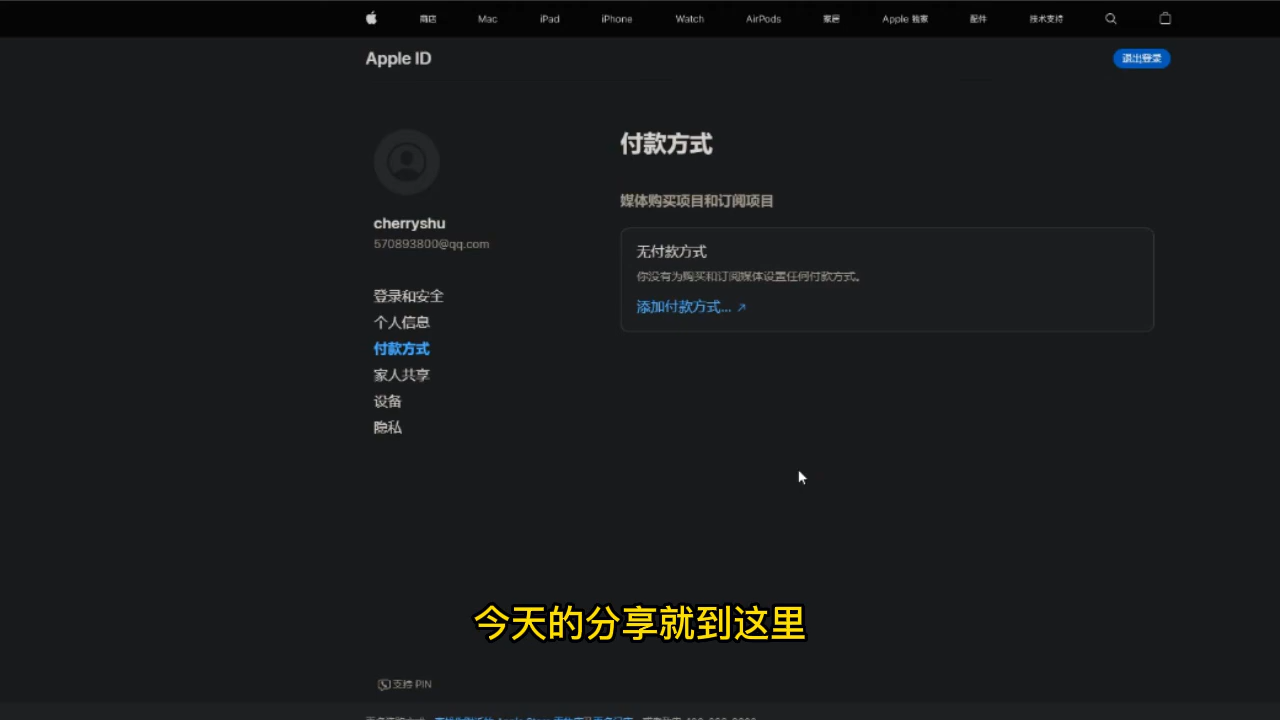 商店 Mac iPad iPhone Watch AirPods 家居 Apple 独家 配件 技术支持
Apple ID
退出登录
付款方式
媒体购买项目和订阅项目
cherryshu
570893800@qq.com
无付款方式
你没有为购买和订阅媒体设置任何付款方式。
添加付款方式... ↗
登录和安全
个人信息
付款方式
家人共享
设备
隐私
今天的分享就到这里
支持 PIN